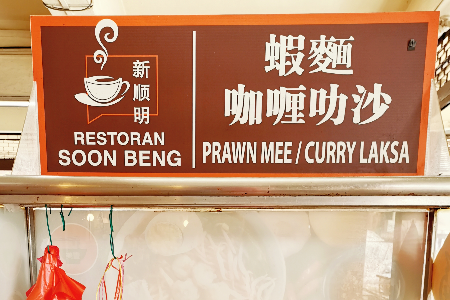 新
顺
明
RESTORAN
SOON BENG
蝦麵
咖喱叻沙
PRAWN MEE / CURRY LAKSA